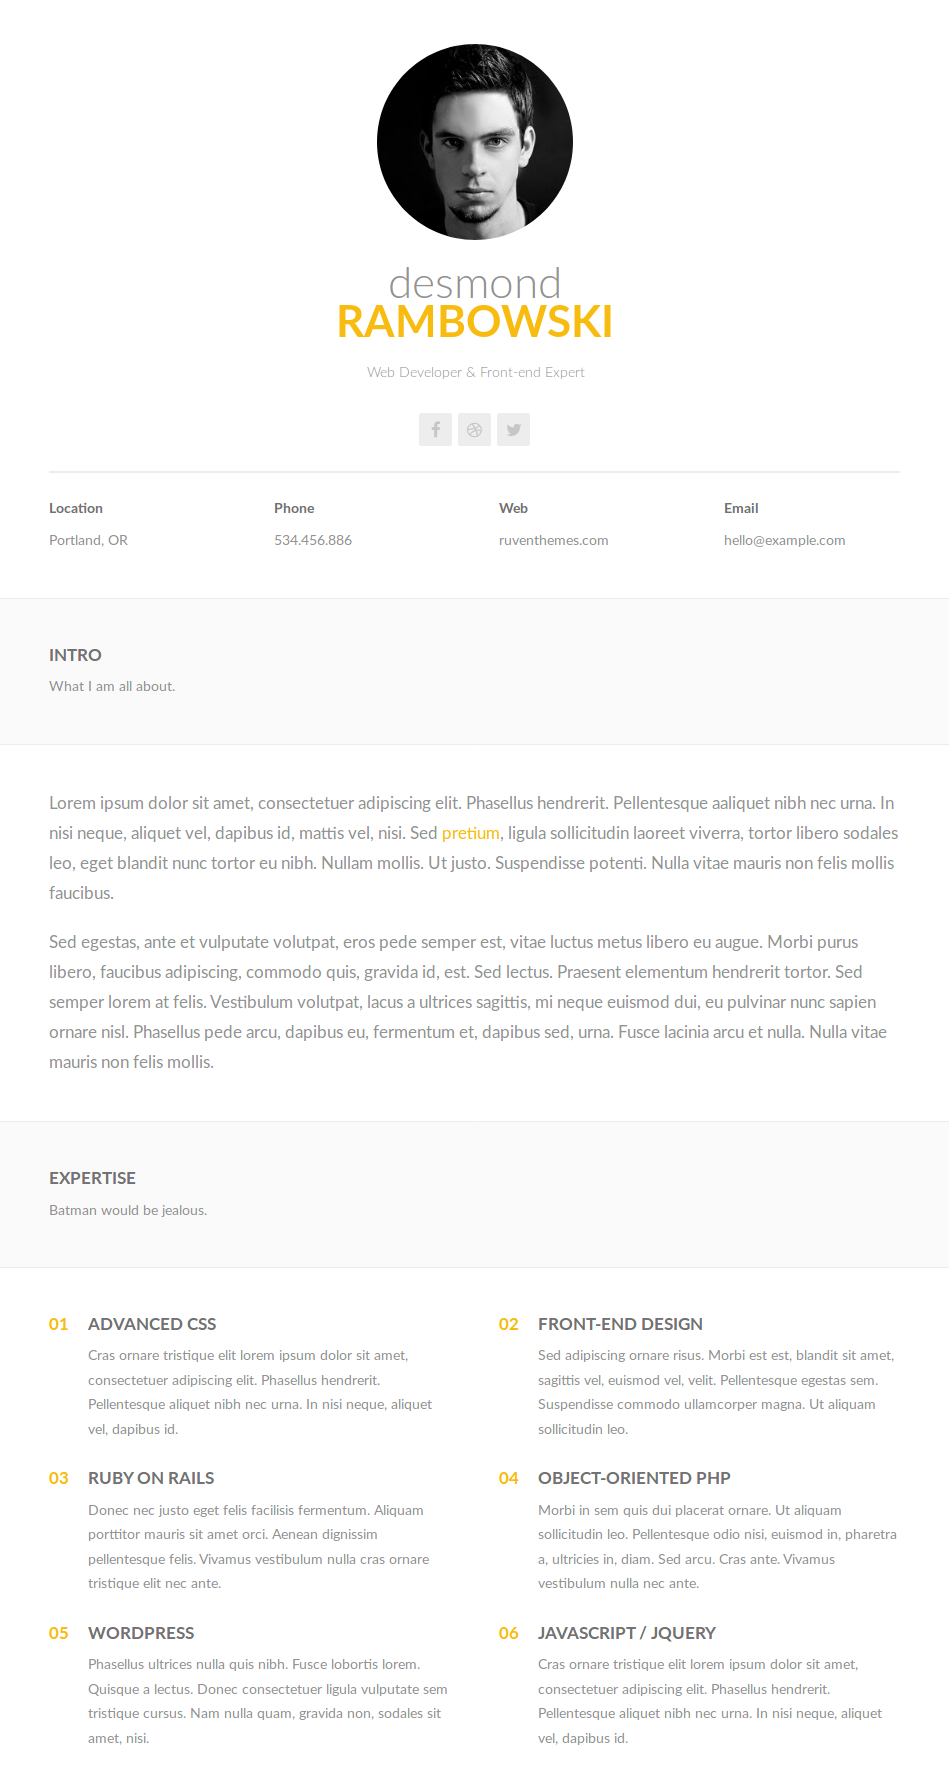 desmond
RAMBOWSKI
Web Developer & Front-end Expert
Location
Phone
Web
Email
Portland, OR
534.456.886
ruventhemes.com
hello@example.com
INTRO
What I am all about.
Lorem ipsum dolor sit amet, consectetuer adipiscing elit. Phasellus hendrerit. Pellentesque aaliquet nibh nec urna. In
nisi neque, aliquet vel, dapibus id, mattis vel, nisi. Sed pretium, ligula sollicitudin laoreet viverra, tortor libero sodales
leo, eget blandit nunc tortor eu nibh. Nullam mollis. Ut justo. Suspendisse potenti. Nulla vitae mauris non felis mollis
faucibus.
Sed egestas, ante et vulputate volutpat, eros pede semper est, vitae luctus metus libero eu augue. Morbi purus
libero, faucibus adipiscing, commodo quis, gravida id, est. Sed lectus. Praesent elementum hendrerit tortor. Sed
semper lorem at felis. Vestibulum volutpat, lacus a ultrices sagittis, mi neque euismod dui, eu pulvinar nunc sapien
ornare nisl. Phasellus pede arcu, dapibus eu, fermentum et, dapibus sed, urna. Fusce lacinia arcu et nulla. Nulla vitae
mauris non felis mollis.
EXPERTISE
Batman would be jealous.
01 ADVANCED CSS
Cras ornare tristique elit lorem ipsum dolor sit amet,
consectetuer adipiscing elit. Phasellus hendrerit.
Pellentesque aliquet nibh nec urna. In nisi neque, aliquet
vel, dapibus id.
02 FRONT-END DESIGN
Sed adipiscing ornare risus. Morbi est est, blandit sit amet,
sagittis vel, euismod vel, velit. Pellentesque egestas sem.
Suspendisse commodo ullamcorper magna. Ut aliquam
sollicitudin leo.
03 RUBY ON RAILS
Donec nec justo eget felis facilisis fermentum. Aliquam
porttitor mauris sit amet orci. Aenean dignissim
pellentesque felis. Vivamus vestibulum nulla cras ornare
tristique elit nec ante.
04 OBJECT-ORIENTED PHP
Morbi in sem quis dui placerat ornare. Ut aliquam
sollicitudin leo. Pellentesque odio nisi, euismod in, pharetra
a, ultricies in, diam. Sed arcu. Cras ante. Vivamus
vestibulum nulla nec ante.
05 WORDPRESS
Phasellus ultrices nulla quis nibh. Fusce lobortis lorem.
Quisque a lectus. Donec consectetuer ligula vulputate sem
tristique cursus. Nam nulla quam, gravida non, sodales sit
amet, nisi.
06 JAVASCRIPT / JQUERY
Cras ornare tristique elit lorem ipsum dolor sit amet,
consectetuer adipiscing elit. Phasellus hendrerit.
Pellentesque aliquet nibh nec urna. In nisi neque, aliquet
vel, dapibus id.